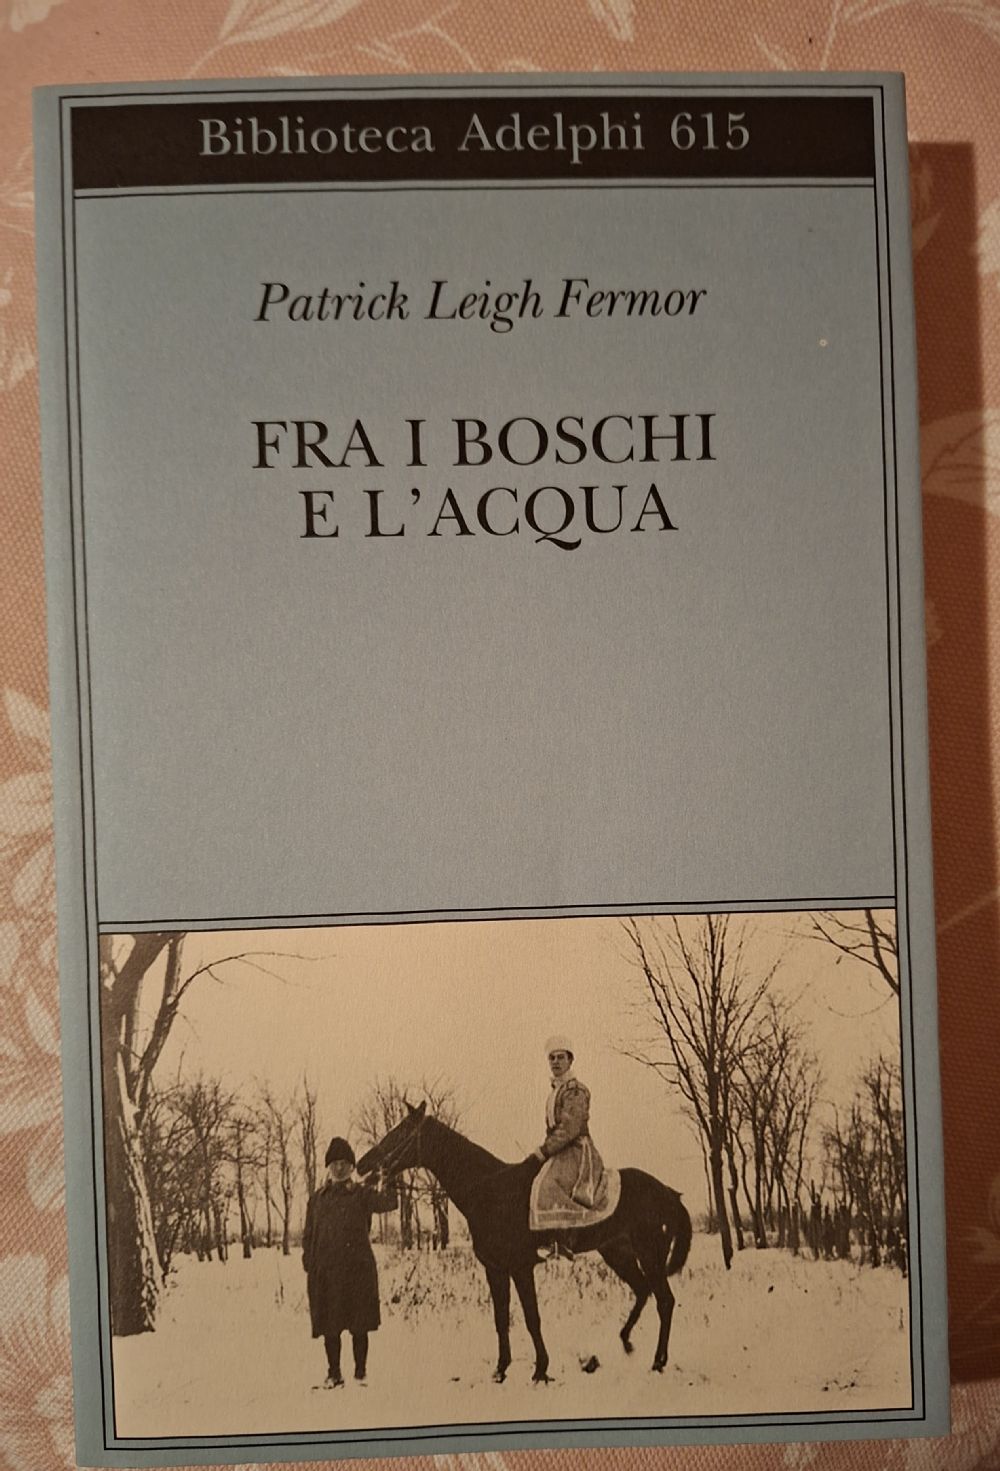 Biblioteca Adelphi 615
Patrick Leigh Fermor
FRA I BOSCHI
E L’ACQUA